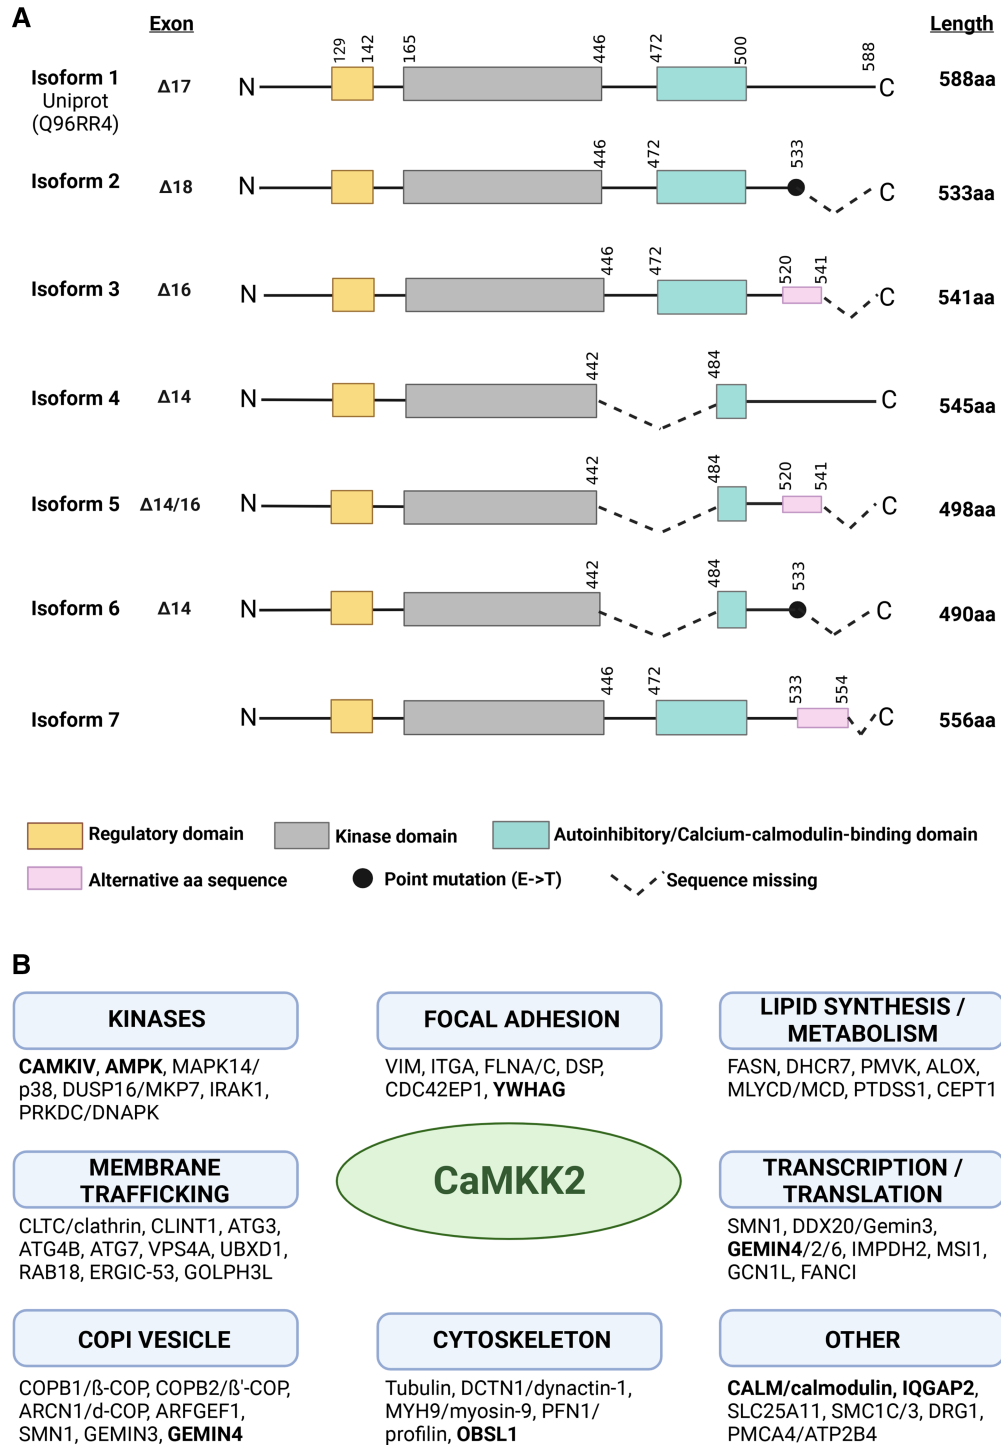 A
Exon
Length
129 142 165 446 472 500 588
Isoform 1
Uniprot
(Q96RR4)
Δ17
N
C
588aa
446 472 533
Isoform 2
Δ18
N
C
533aa
446 472 520 541
Isoform 3
Δ16
N
C
541aa
442 484
Isoform 4
Δ14
N
C
545aa
442 484 520 541
Isoform 5
Δ14/16
N
C
498aa
442 484 533
Isoform 6
Δ14
N
C
490aa
446 472 533 554
Isoform 7
N
C
556aa
Regulatory domain
Kinase domain
Autoinhibitory/Calcium-calmodulin-binding domain
Alternative aa sequence
Point mutation (E->T)
Sequence missing
B
KINASES
CAMKIV, AMPK, MAPK14/
p38, DUSP16/MKP7, IRAK1,
PRKDC/DNAPK
FOCAL ADHESION
VIM, ITGA, FLNA/C, DSP,
CDC42EP1, YWHAG
LIPID SYNTHESIS /
METABOLISM
FASN, DHCR7, PMVK, ALOX,
MLYCD/MCD, PTDSS1, CEPT1
MEMBRANE
TRAFFICKING
CLTC/clathrin, CLINT1, ATG3,
ATG4B, ATG7, VPS4A, UBXD1,
RAB18, ERGIC-53, GOLPH3L
CaMKK2
TRANSCRIPTION /
TRANSLATION
SMN1, DDX20/Gemin3,
GEMIN4/2/6, IMPDH2, MSI1,
GCN1L, FANCI
COPI VESICLE
COPB1/ß-COP, COPB2/ß'-COP,
ARCN1/d-COP, ARFGEF1,
SMN1, GEMIN3, GEMIN4
CYTOSKELETON
Tubulin, DCTN1/dynactin-1,
MYH9/myosin-9, PFN1/
profilin, OBSL1
OTHER
CALM/calmodulin, IQGAP2,
SLC25A11, SMC1C/3, DRG1,
PMCA4/ATP2B4